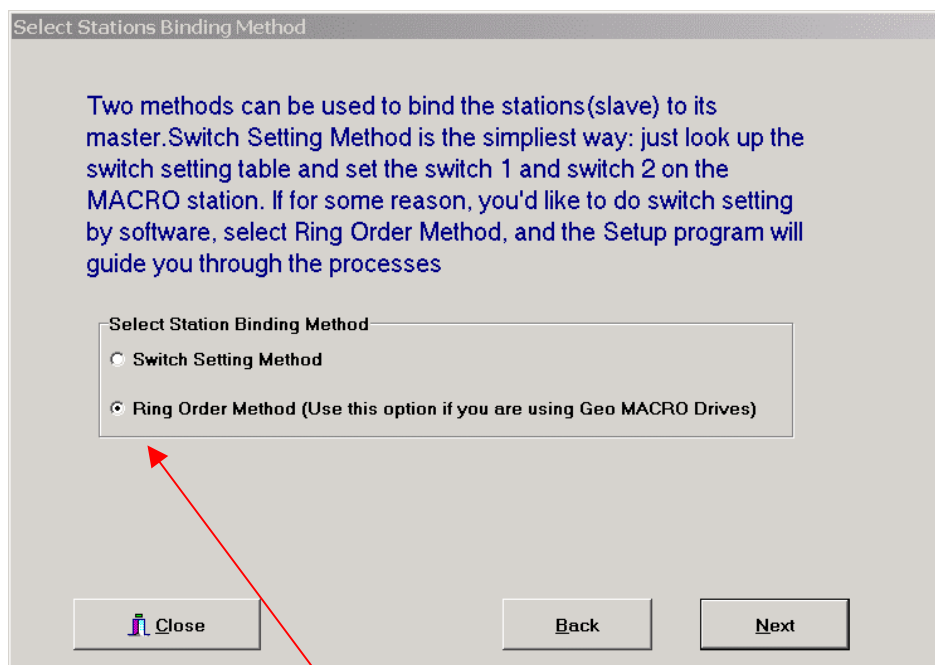 Select Stations Binding Method
Two methods can be used to bind the stations(slave) to its
master.Switch Setting Method is the simpliest way: just look up the
switch setting table and set the switch 1 and switch 2 on the
MACRO station. If for some reason, you'd like to do switch setting
by software, select Ring Order Method, and the Setup program will
guide you through the processes
Select Station Binding Method
Switch Setting Method
Ring Order Method (Use this option if you are using Geo MACRO Drives)
Close Back Next